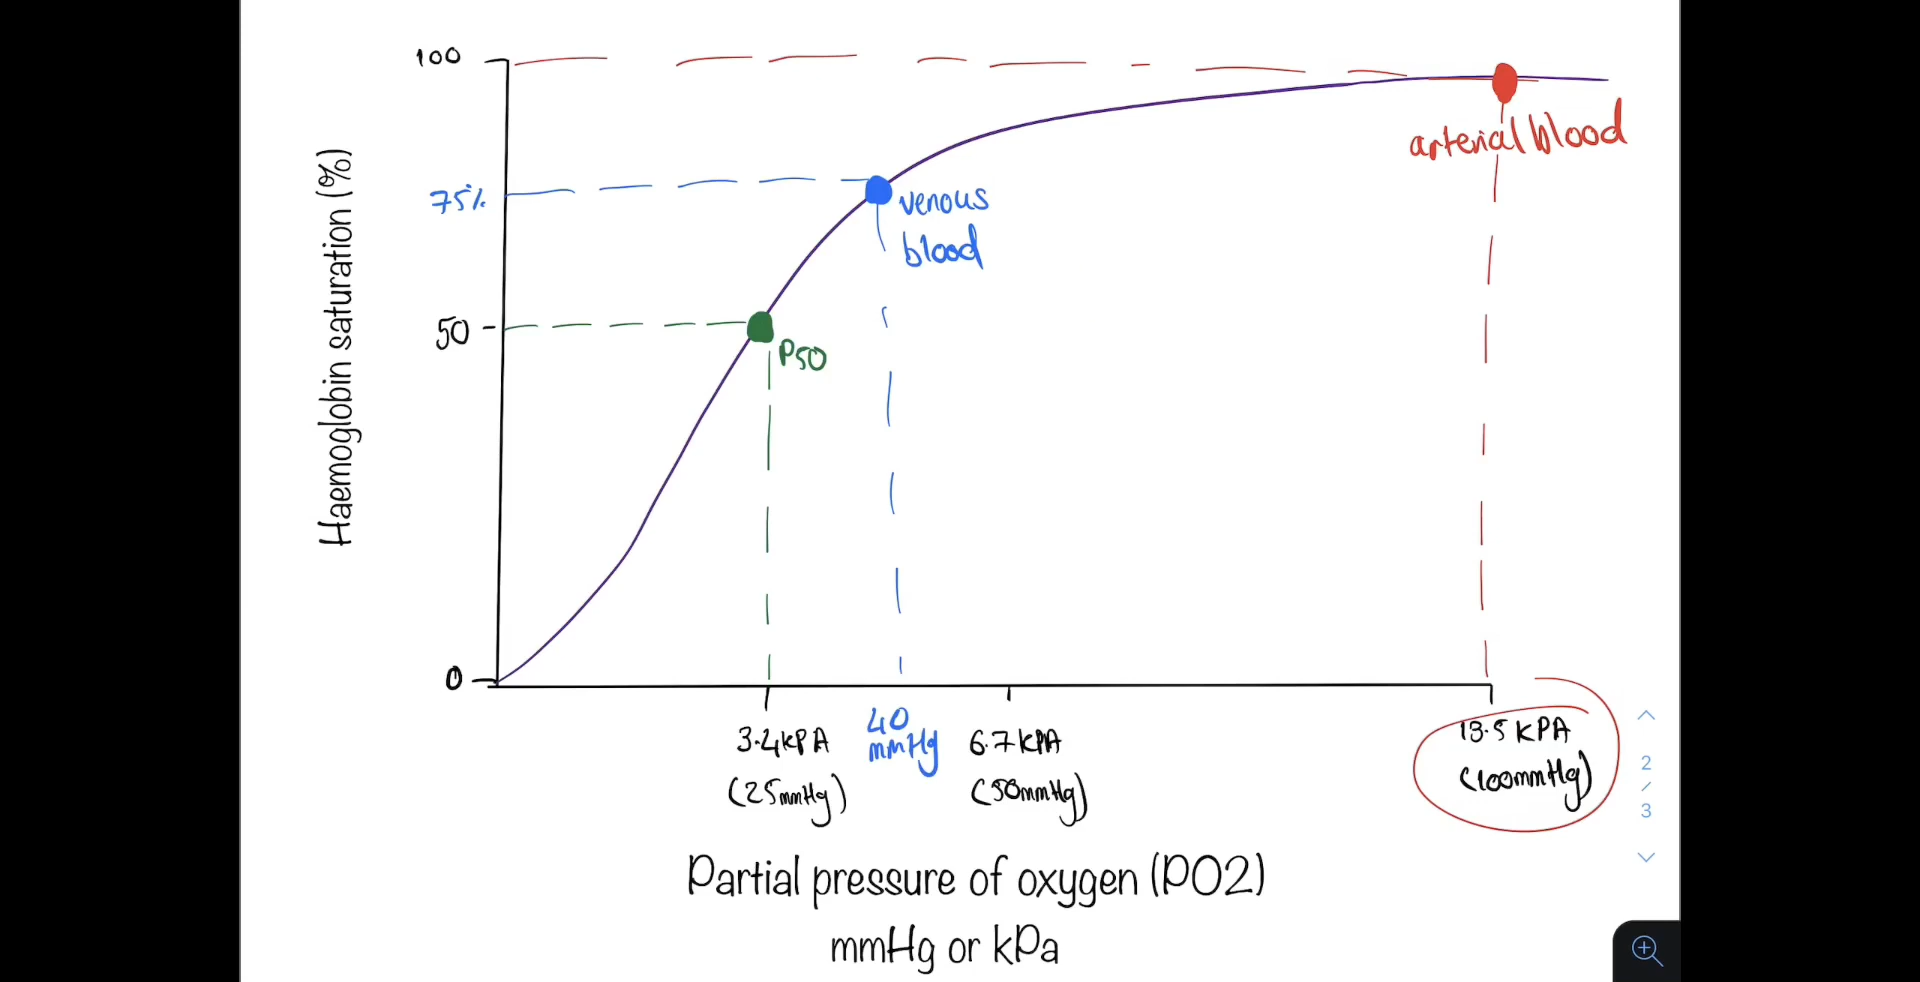 100
arterial blood
Haemoglobin saturation (%)
75%
venous
blood
50
P50
0
3.4kPA
(25mmHg)
40
mmHg
6.7kPA
(50mmHg)
13.5 KPA
(100mmHg)
2
/
3
Partial pressure of oxygen (PO2)
mmHg or kPa